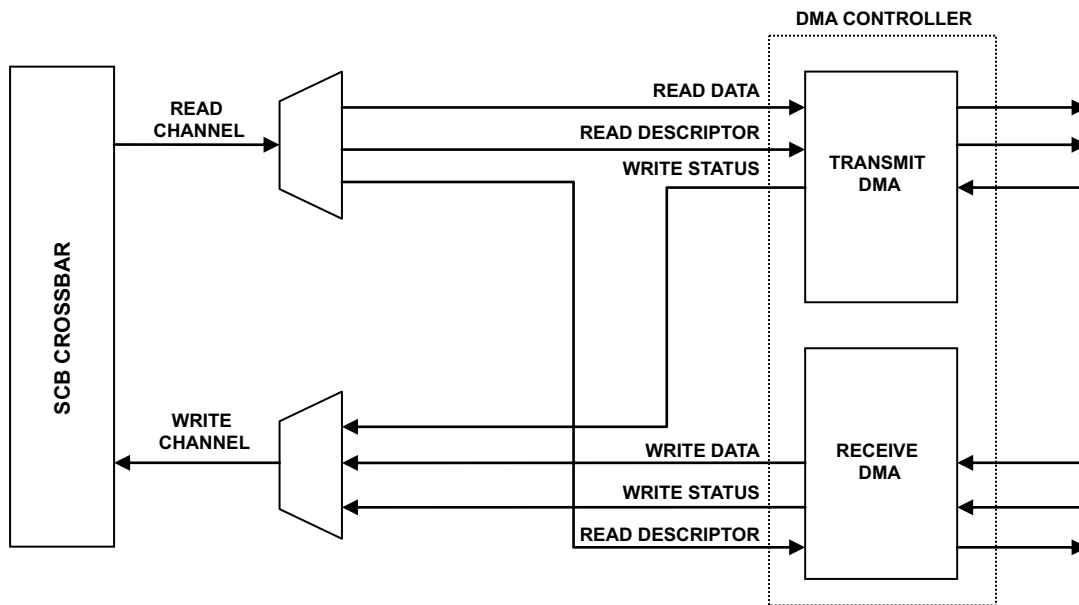 DMA CONTROLLER
READ
CHANNEL
READ DATA
READ DESCRIPTOR
WRITE STATUS
TRANSMIT
DMA
SCB CROSSBAR
WRITE
CHANNEL
WRITE DATA
WRITE STATUS
READ DESCRIPTOR
RECEIVE
DMA